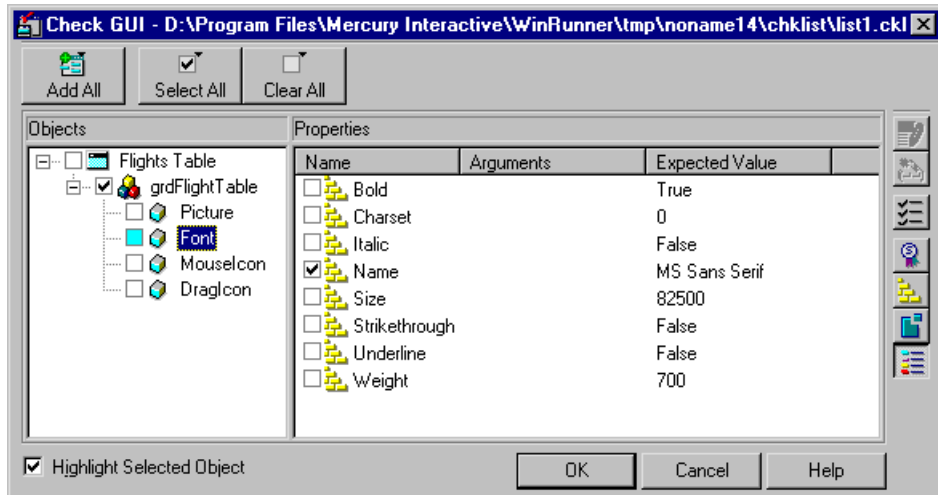 Check GUI - D:\Program Files\Mercury Interactive\WinRunner\tmp\noname14\chklist\list1.ckl
Add All Select All Clear All
Objects Properties
Flights Table
grdFlightTable
Picture
Font
MouseIcon
DragIcon
Name Arguments Expected Value
Bold True
Charset 0
Italic False
Name MS Sans Serif
Size 82500
Strikethrough False
Underline False
Weight 700
Highlight Selected Object
OK Cancel Help